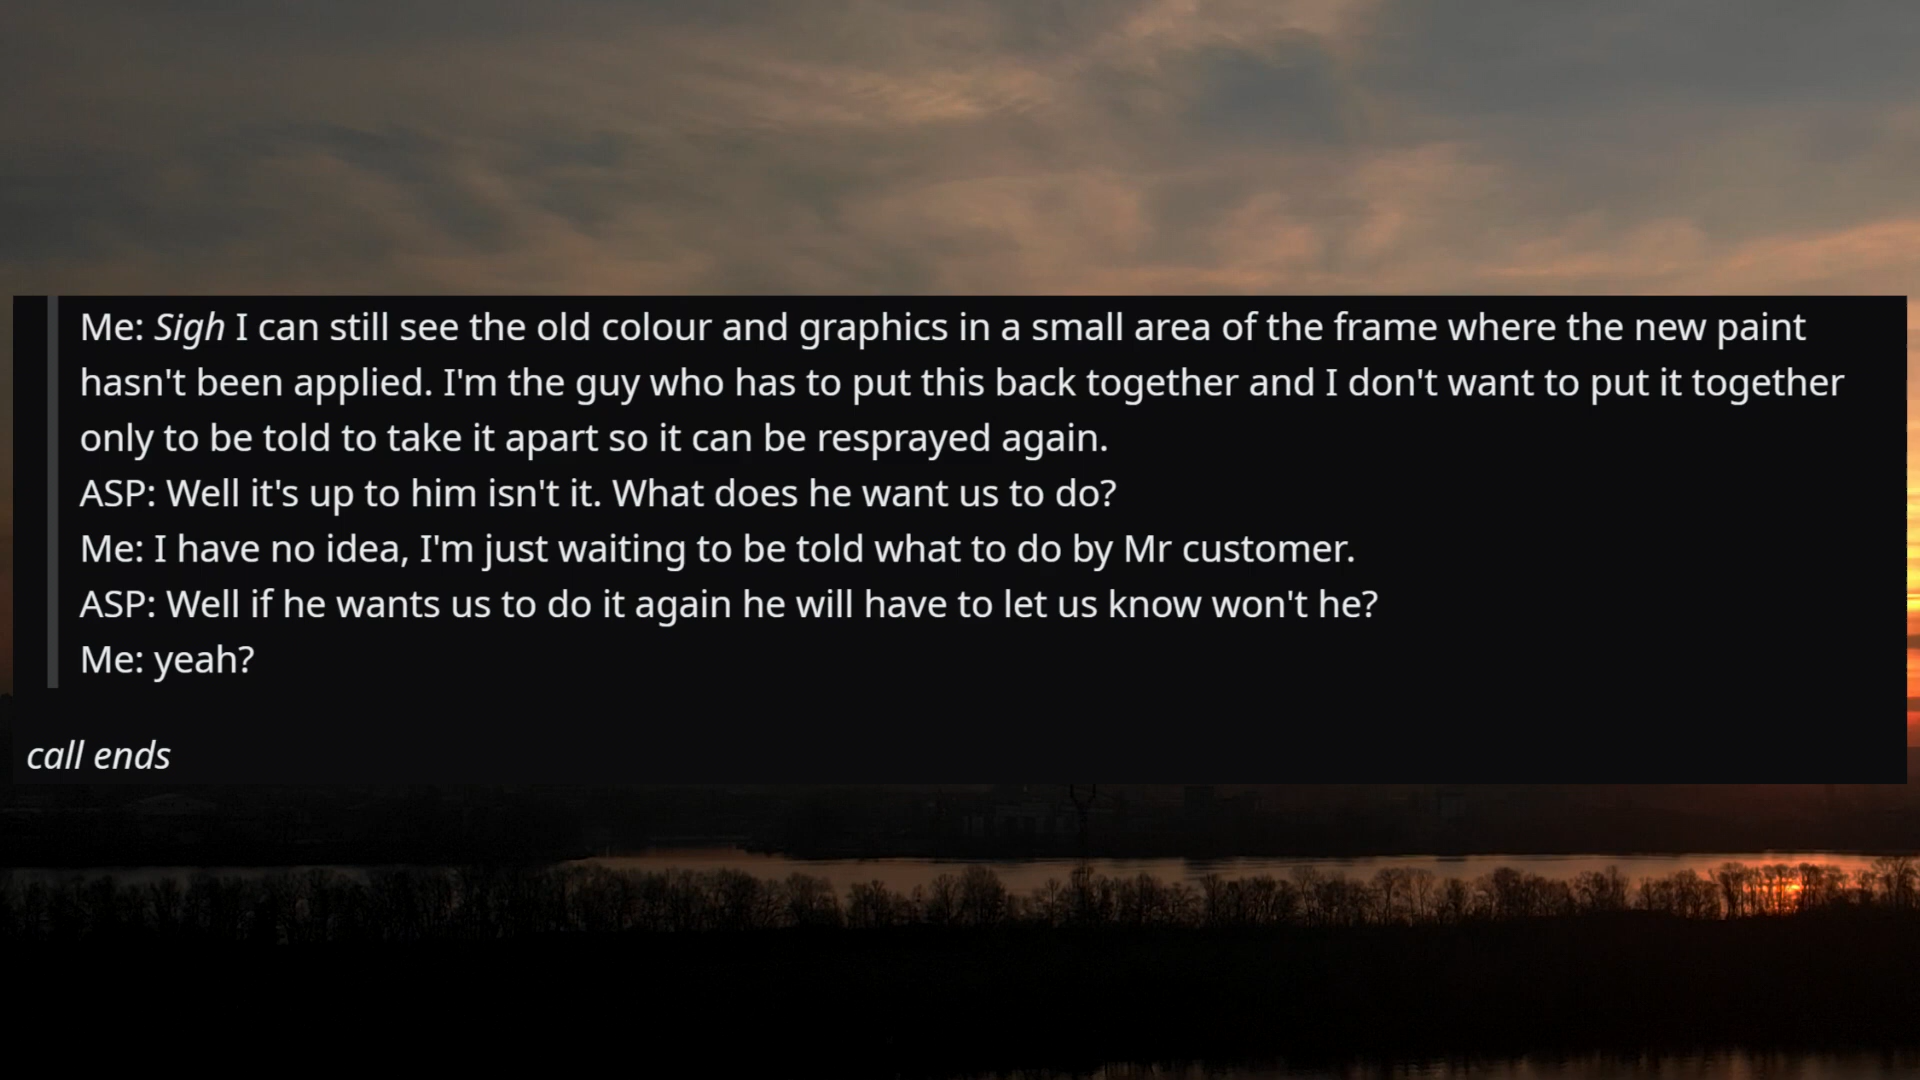 Me: Sigh I can still see the old colour and graphics in a small area of the frame where the new paint
hasn't been applied. I'm the guy who has to put this back together and I don't want to put it together
only to be told to take it apart so it can be resprayed again.
ASP: Well it's up to him isn't it. What does he want us to do?
Me: I have no idea, I'm just waiting to be told what to do by Mr customer.
ASP: Well if he wants us to do it again he will have to let us know won't he?
Me: yeah?
call ends